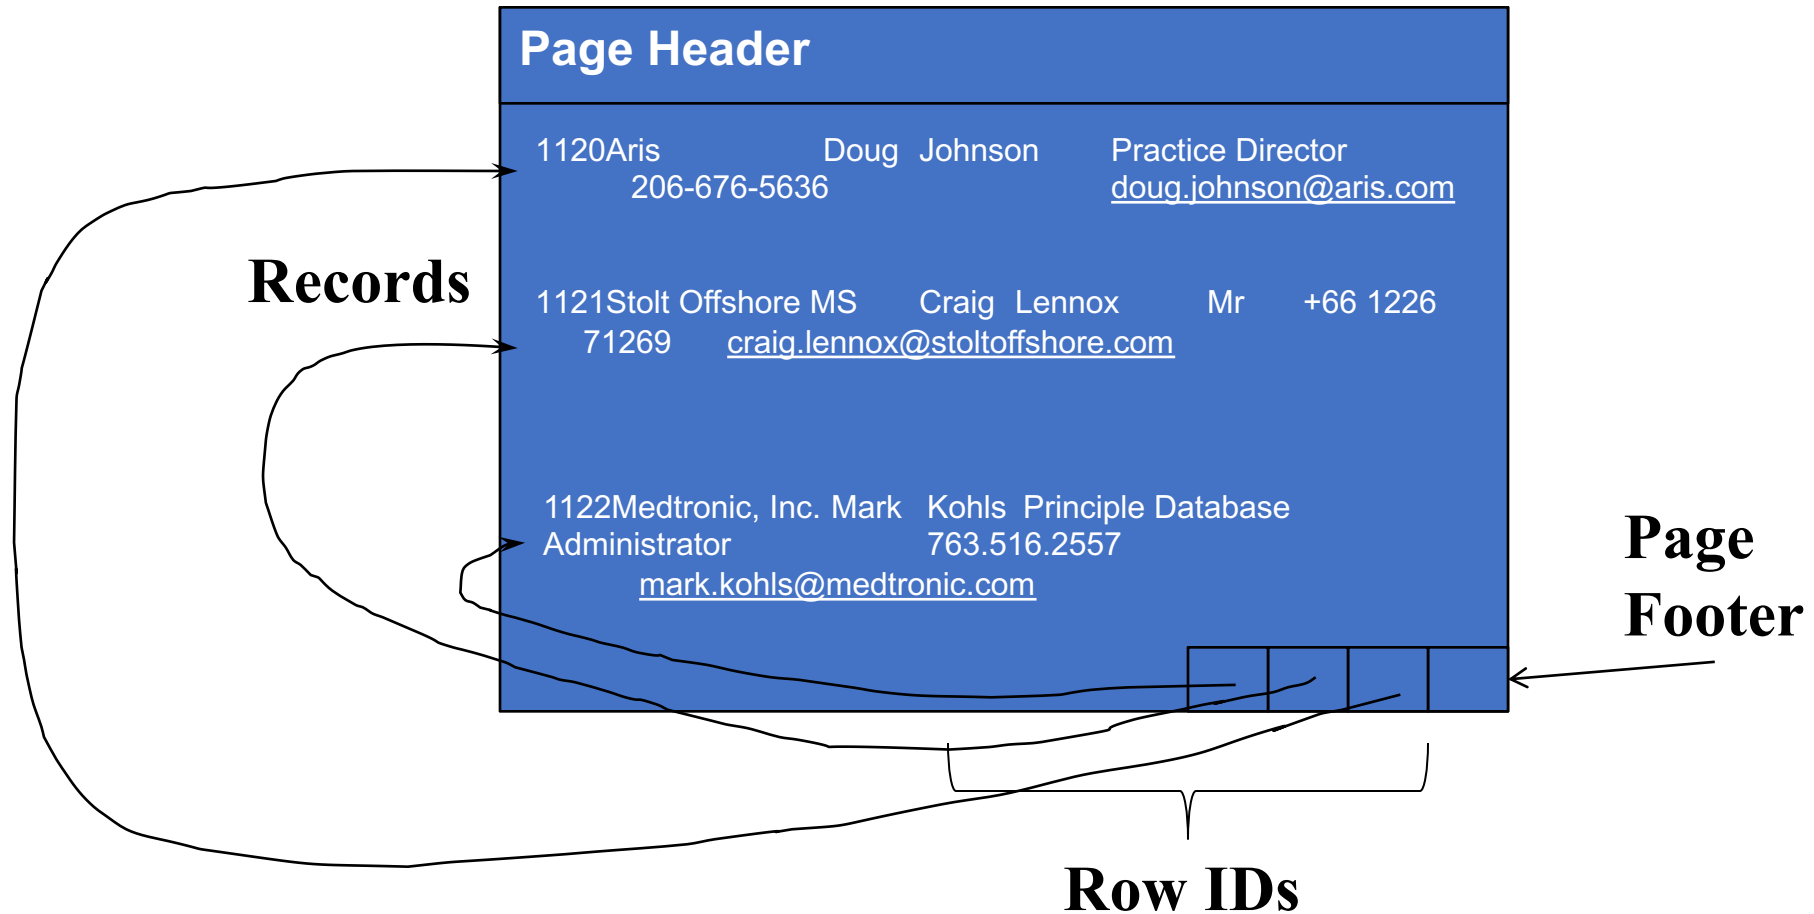 Page Header
1120Aris Doug Johnson Practice Director
206-676-5636 doug.johnson@aris.com
Records
1121Stolt Offshore MS Craig Lennox Mr +66 1226
71269 craig.lennox@stoltoffshore.com
1122Medtronic, Inc. Mark Kohls Principle Database
Administrator 763.516.2557
mark.kohls@medtronic.com
Page
Footer
Row IDs